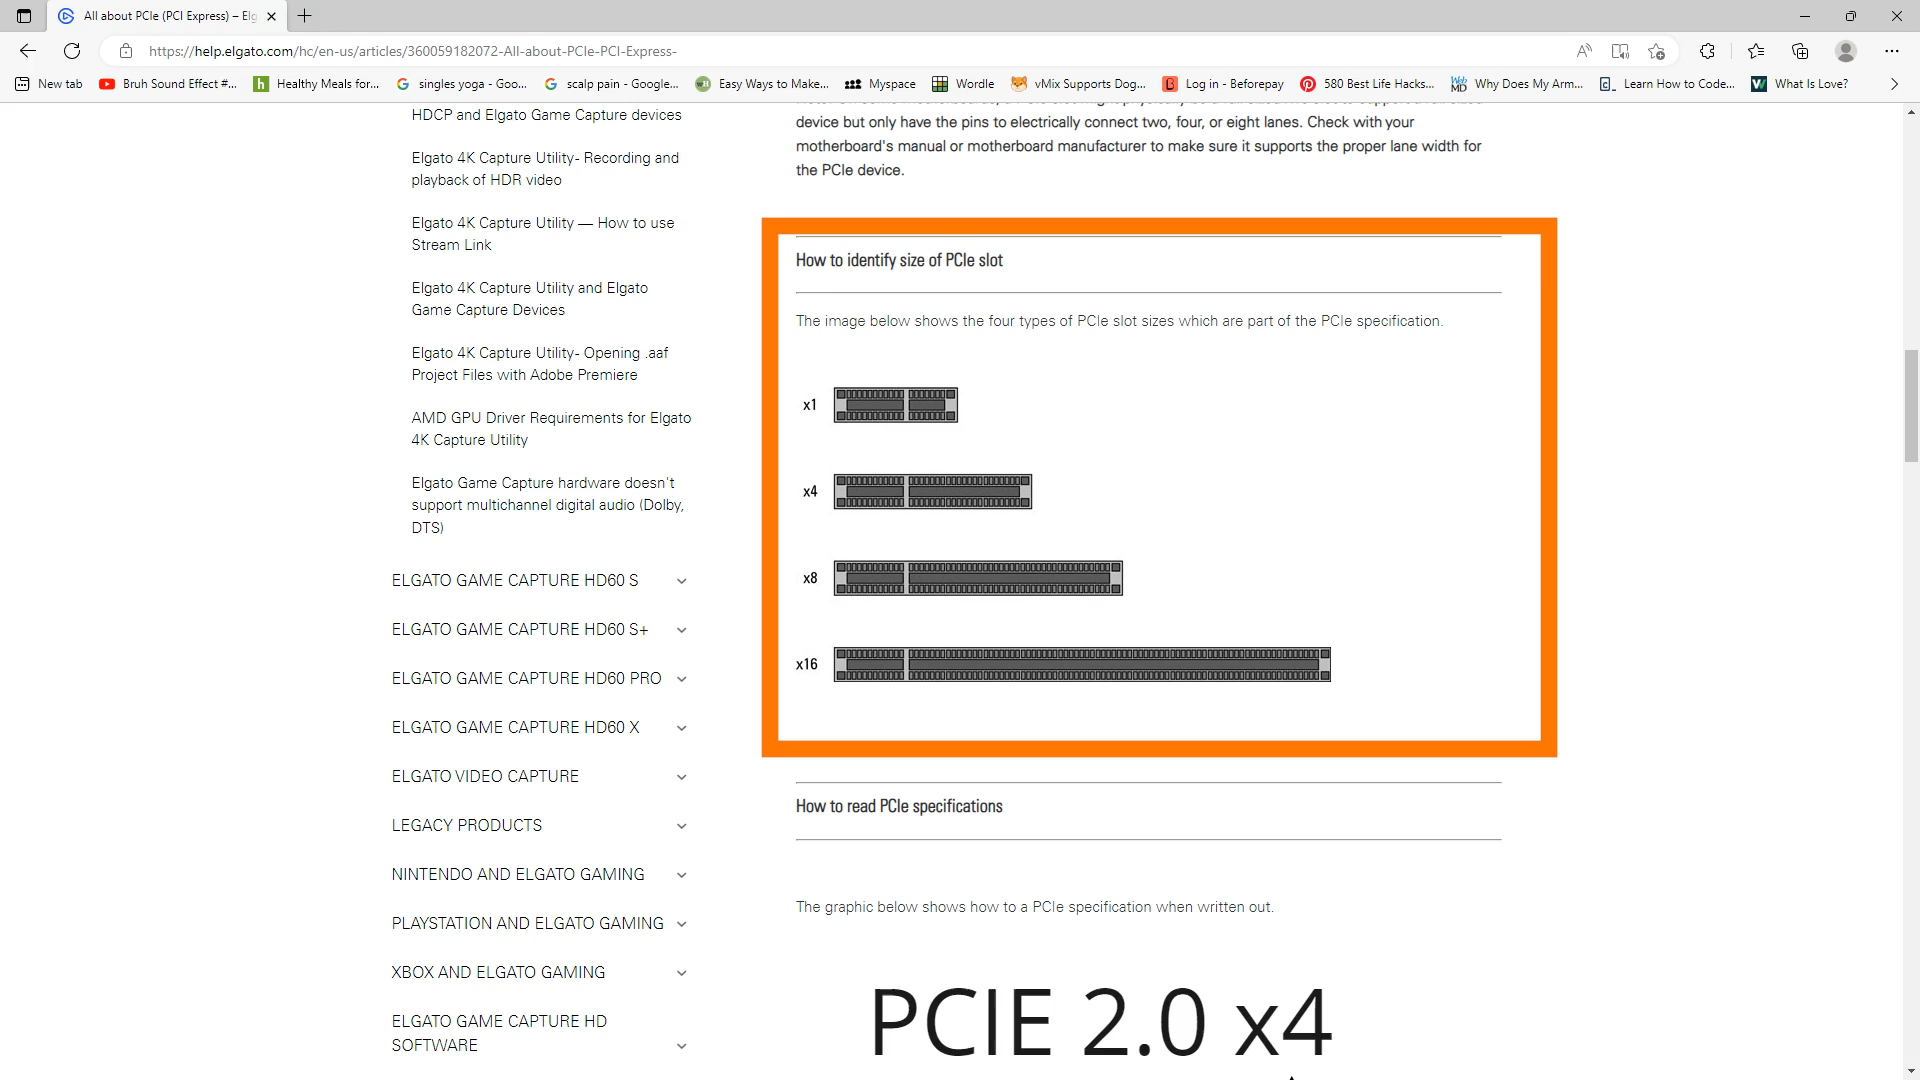 All about PCIe (PCI Express) – Elg
https://help.elgato.com/hc/en-us/articles/360059182072-All-about-PCIe-PCI-Express-
New tab
Bruh Sound Effect #...
Healthy Meals for...
singles yoga - Goo...
scalp pain - Google...
Easy Ways to Make...
Myspace
Wordle
vMix Supports Dog...
Log in - Beforepay
580 Best Life Hacks...
Why Does My Arm...
Learn How to Code...
What Is Love?
HDCP and Elgato Game Capture devices
Elgato 4K Capture Utility- Recording and
playback of HDR video
Elgato 4K Capture Utility — How to use
Stream Link
Elgato 4K Capture Utility and Elgato
Game Capture Devices
Elgato 4K Capture Utility- Opening .aaf
Project Files with Adobe Premiere
AMD GPU Driver Requirements for Elgato
4K Capture Utility
Elgato Game Capture hardware doesn't
support multichannel digital audio (Dolby,
DTS)
ELGATO GAME CAPTURE HD60 S
ELGATO GAME CAPTURE HD60 S+
ELGATO GAME CAPTURE HD60 PRO
ELGATO GAME CAPTURE HD60 X
ELGATO VIDEO CAPTURE
LEGACY PRODUCTS
NINTENDO AND ELGATO GAMING
PLAYSTATION AND ELGATO GAMING
XBOX AND ELGATO GAMING
ELGATO GAME CAPTURE HD
SOFTWARE
device but only have the pins to electrically connect two, four, or eight lanes. Check with your
motherboard's manual or motherboard manufacturer to make sure it supports the proper lane width for
the PCIe device.
How to identify size of PCIe slot
The image below shows the four types of PCIe slot sizes which are part of the PCIe specification.
x1
x4
x8
x16
How to read PCIe specifications
The graphic below shows how to a PCIe specification when written out.
PCIE 2.0 x4